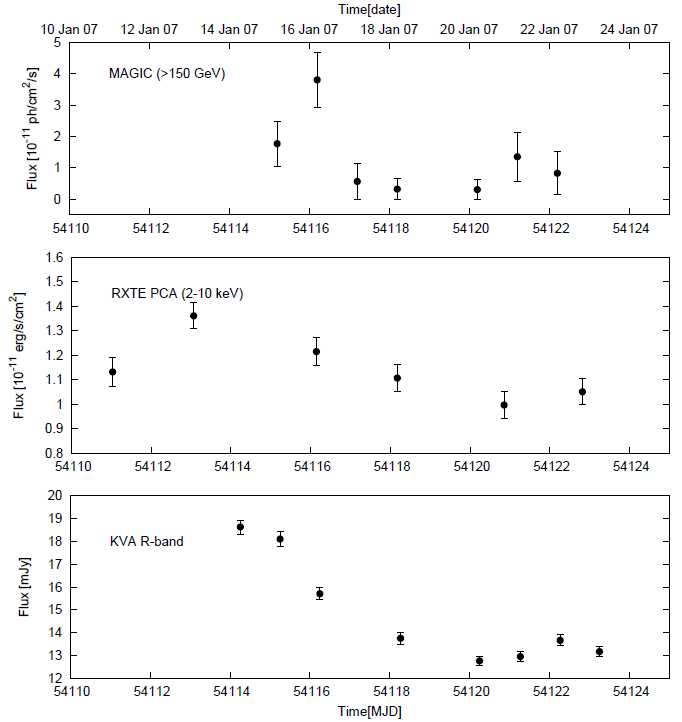 Time[date]
10 Jan 07 12 Jan 07 14 Jan 07 16 Jan 07 18 Jan 07 20 Jan 07 22 Jan 07 24 Jan 07
5
MAGIC (>150 GeV)
4
3
2
1
0
Flux [10⁻¹¹ ph/cm²/s]
54110 54112 54114 54116 54118 54120 54122 54124
1.6
RXTE PCA (2-10 keV)
1.5
1.4
1.3
1.2
1.1
1
0.9
0.8
Flux [10⁻¹¹ erg/s/cm²]
54110 54112 54114 54116 54118 54120 54122 54124
20
19
KVA R-band
18
17
16
15
14
13
12
Flux [mJy]
54110 54112 54114 54116 54118 54120 54122 54124
Time[MJD]